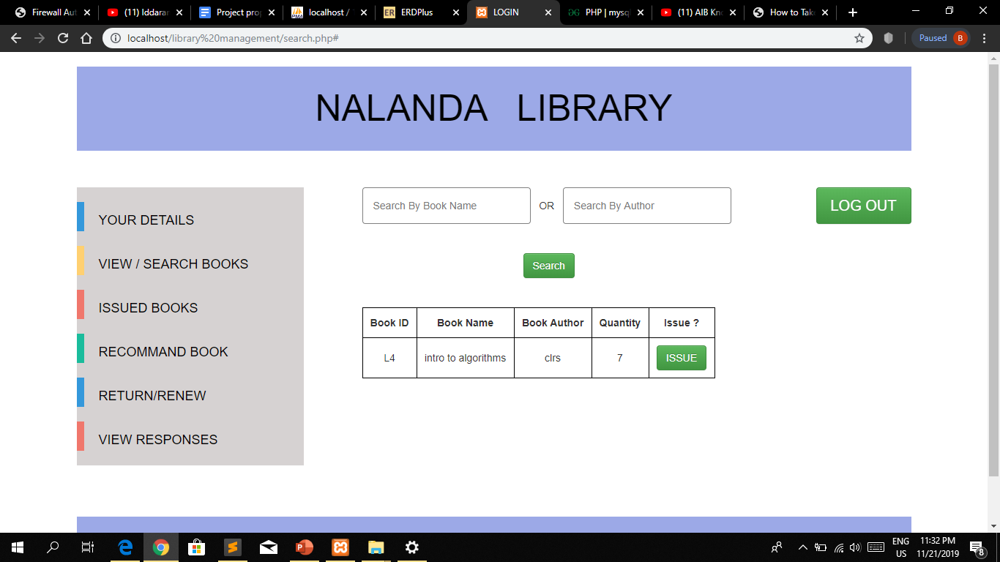 Firewall Aut
(11) Iddarar
Project prop
localhost /
ERDPlus
LOGIN
PHP | mysq
(11) AIB Kno
How to Take
localhost/library%20management/search.php#
Paused B
NALANDA LIBRARY
YOUR DETAILS
VIEW / SEARCH BOOKS
ISSUED BOOKS
RECOMMAND BOOK
RETURN/RENEW
VIEW RESPONSES
Search By Book Name OR Search By Author
LOG OUT
Search
Book ID Book Name Book Author Quantity Issue ?
L4 intro to algorithms clrs 7 ISSUE
ENG
US
11:32 PM
11/21/2019
8